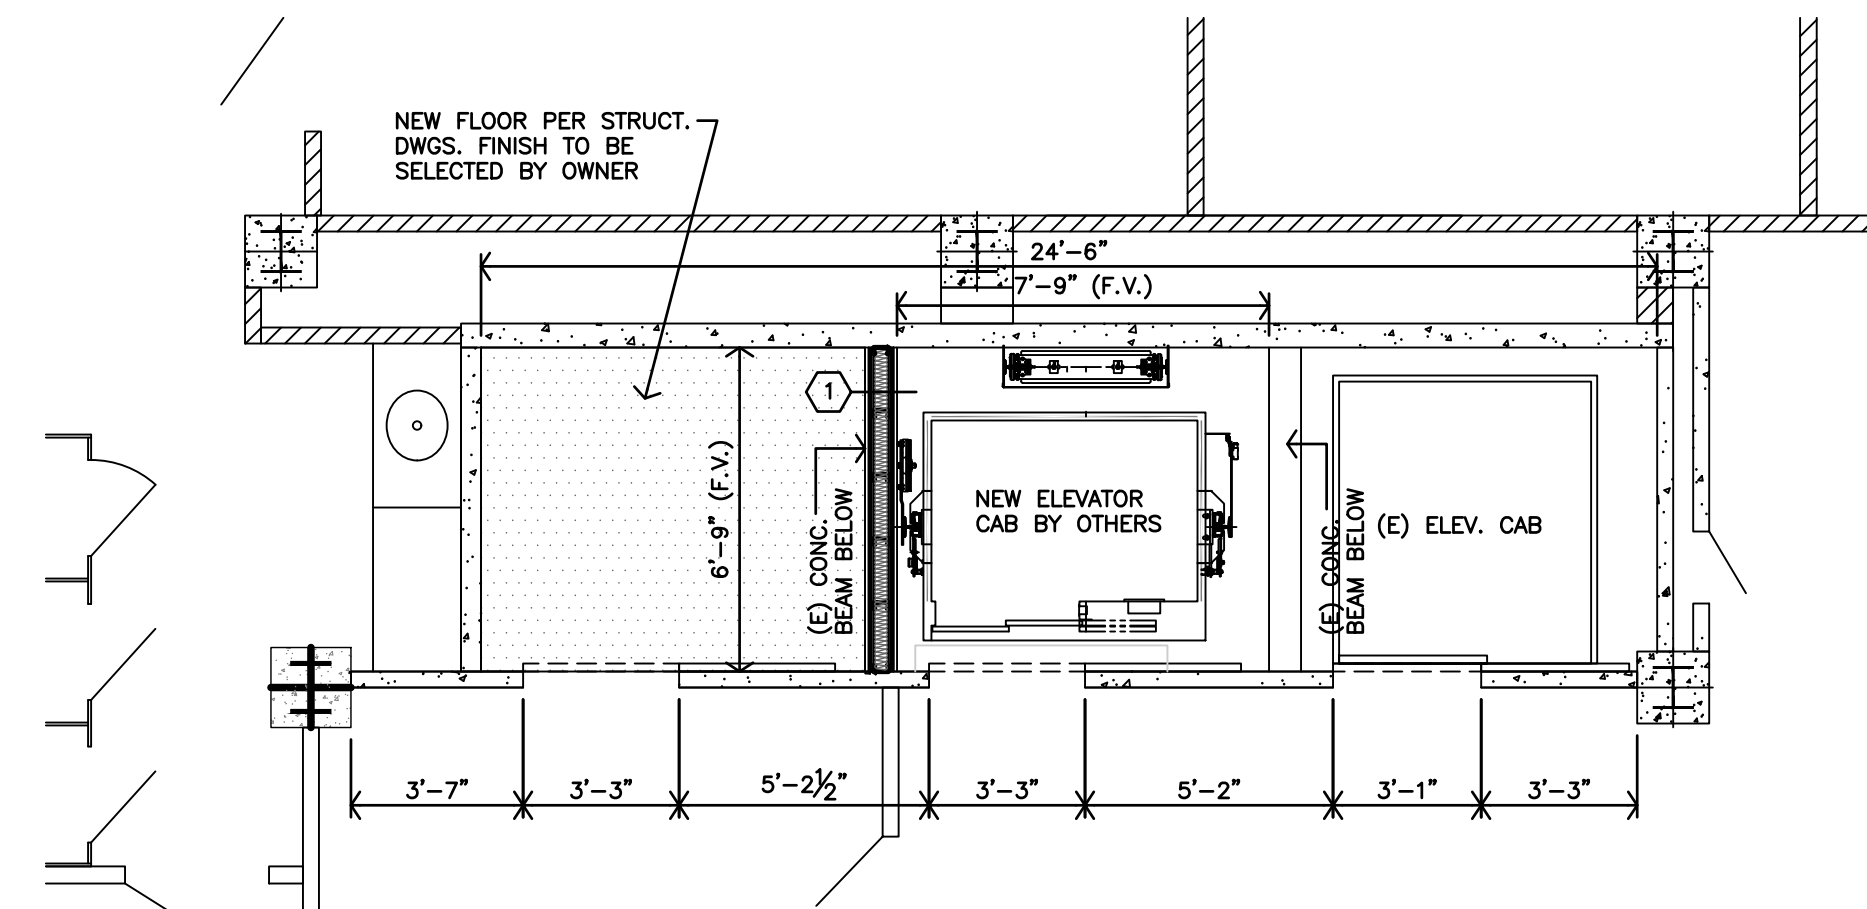 NEW FLOOR PER STRUCT.
DWGS. FINISH TO BE
SELECTED BY OWNER
24'-6"
7'-9" (F.V.)
1
6'-9" (F.V.)
(E) CONC.
BEAM BELOW
NEW ELEVATOR
CAB BY OTHERS
(E) CONC.
BEAM BELOW
(E) ELEV. CAB
3'-7"
3'-3"
5'-2½"
3'-3"
5'-2"
3'-1"
3'-3"